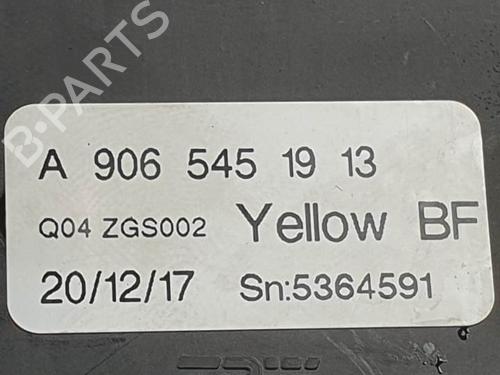 B-PARTS
A 906 545 19 13
Q04 ZGS002 Yellow BF
20/12/17 Sn:5364591